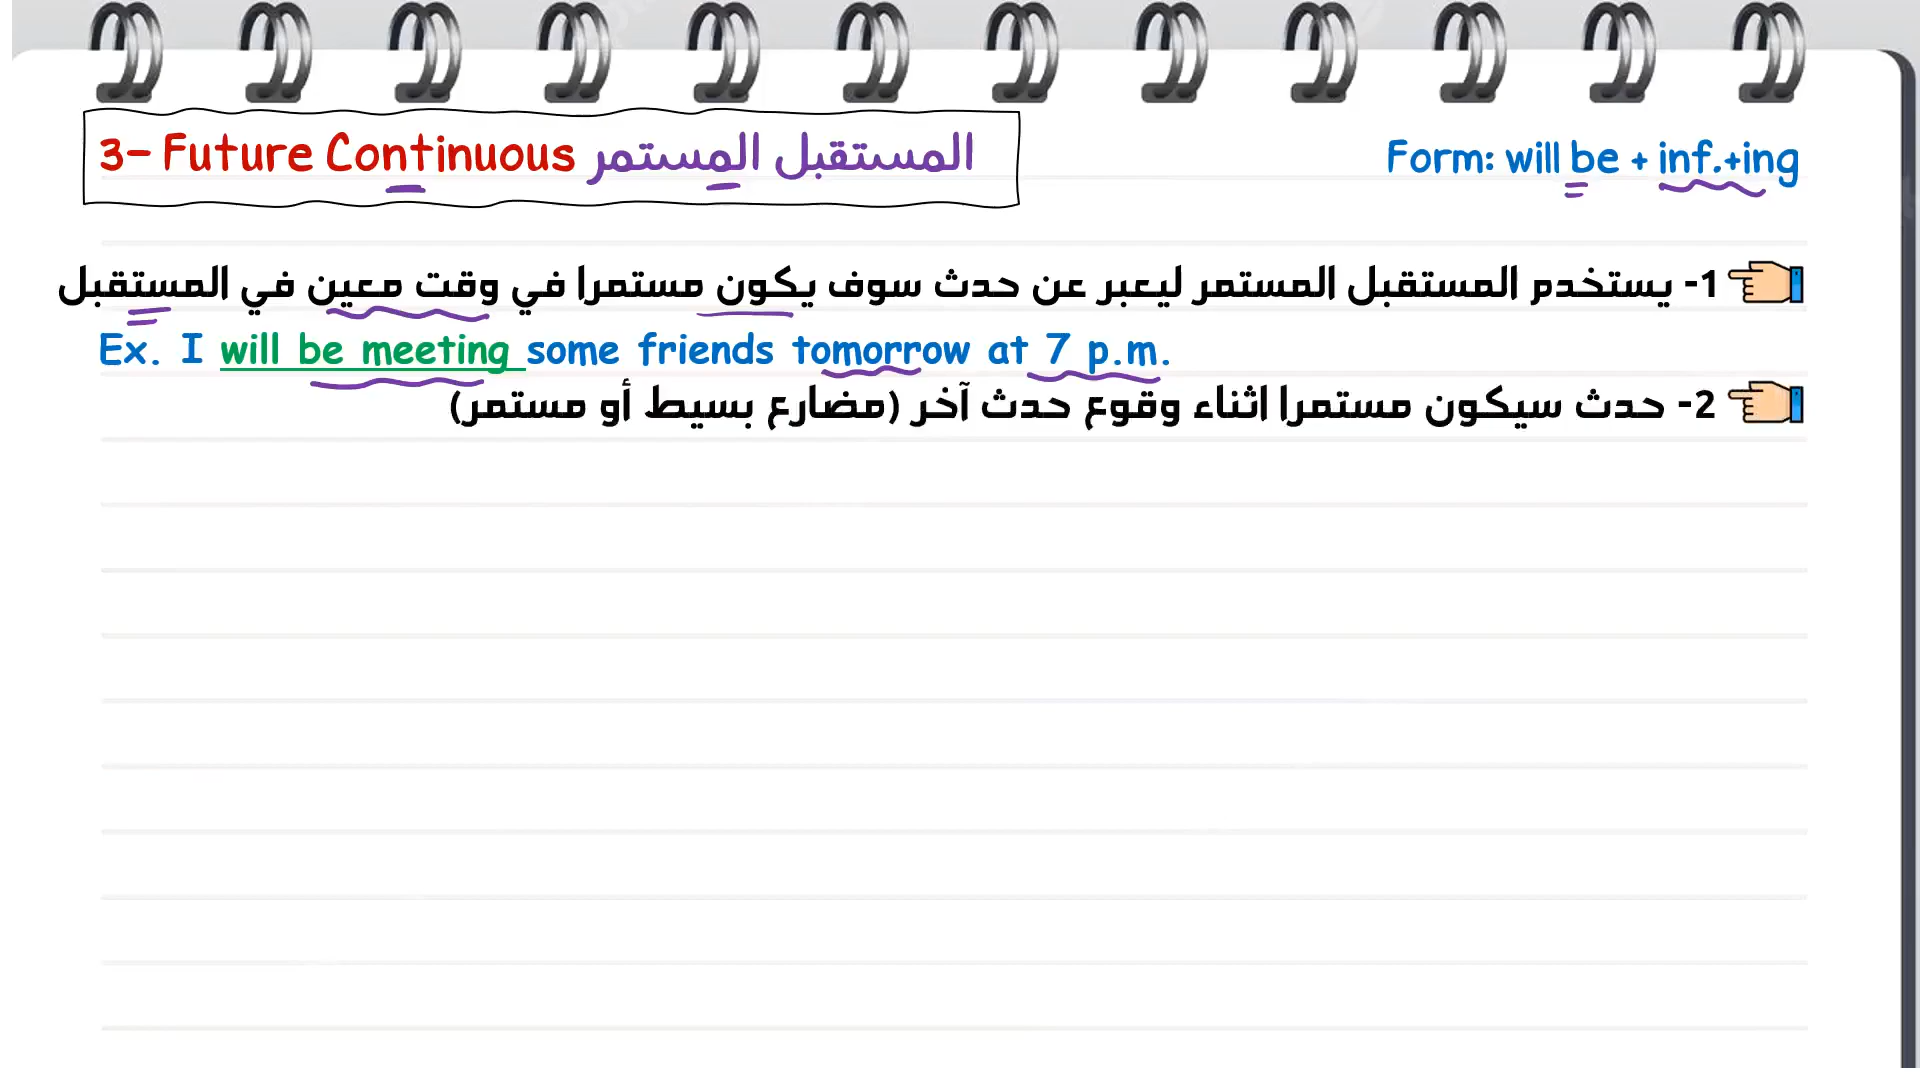 3- Future Continuous المستقبل المستمر
Form: will be + inf.+ing
1- يستخدم المستقبل المستمر ليعبر عن حدث سوف يكون مستمرا في وقت معين في المستقبل
Ex. I will be meeting some friends tomorrow at 7 p.m.
2- حدث سيكون مستمرا اثناء وقوع حدث آخر (مضارع بسيط أو مستمر)